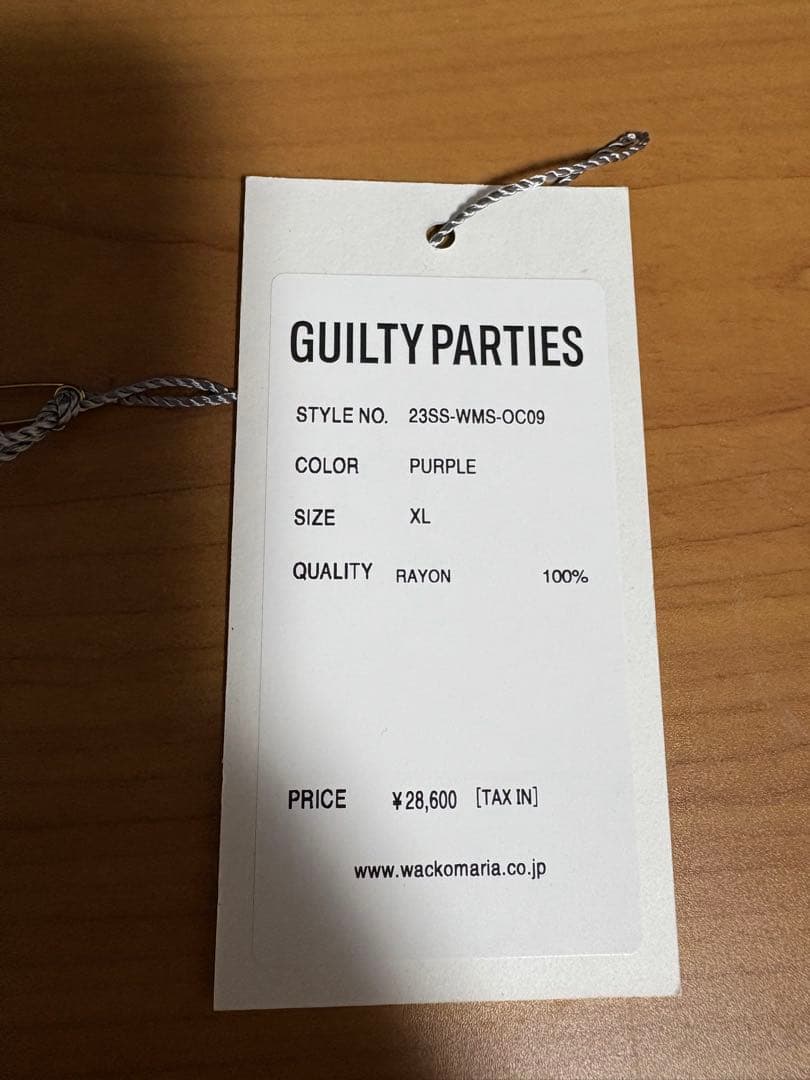 GUILTY PARTIES
STYLE NO. 23SS-WMS-OC09
COLOR PURPLE
SIZE XL
QUALITY RAYON 100%
PRICE ¥28,600 [TAX IN]
www.wackomaria.co.jp